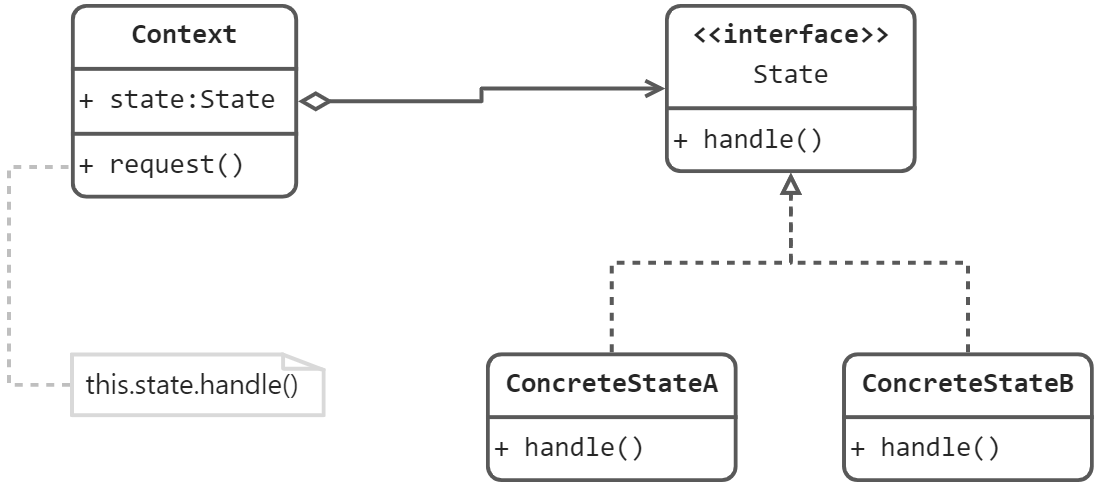 Context
+ state:State
+ request()
<<interface>>
State
+ handle()
this.state.handle()
ConcreteStateA
+ handle()
ConcreteStateB
+ handle()